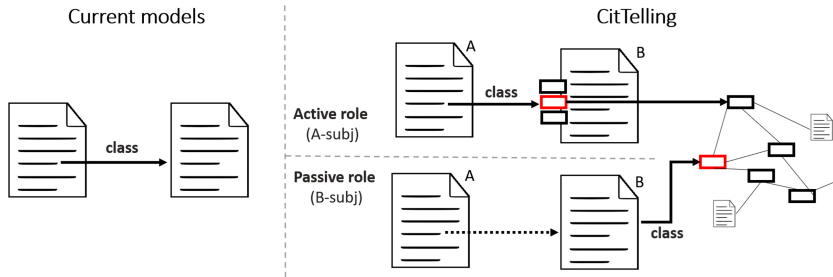 Current models
CitTelling
class
Active role
(A-subj)
A
class
B
Passive role
(B-subj)
A
B
class